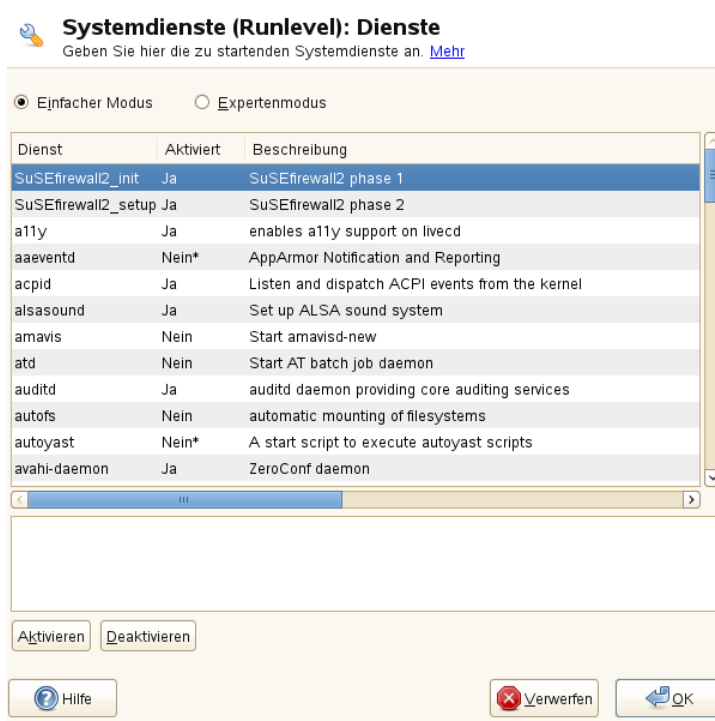 Systemdienste (Runlevel): Dienste
Geben Sie hier die zu startenden Systemdienste an. Mehr
Einfacher Modus Expertenmodus
Dienst Aktiviert Beschreibung
SuSEfirewall2_init Ja SuSEfirewall2 phase 1
SuSEfirewall2_setup Ja SuSEfirewall2 phase 2
a11y Ja enables a11y support on livecd
aaeventd Nein* AppArmor Notification and Reporting
acpid Ja Listen and dispatch ACPI events from the kernel
alsasound Ja Set up ALSA sound system
amavis Nein Start amavisd-new
atd Nein Start AT batch job daemon
auditd Ja auditd daemon providing core auditing services
autofs Nein automatic mounting of filesystems
autoyast Nein* A start script to execute autoyast scripts
avahi-daemon Ja ZeroConf daemon
Aktivieren Deaktivieren
Hilfe Verwerfen OK